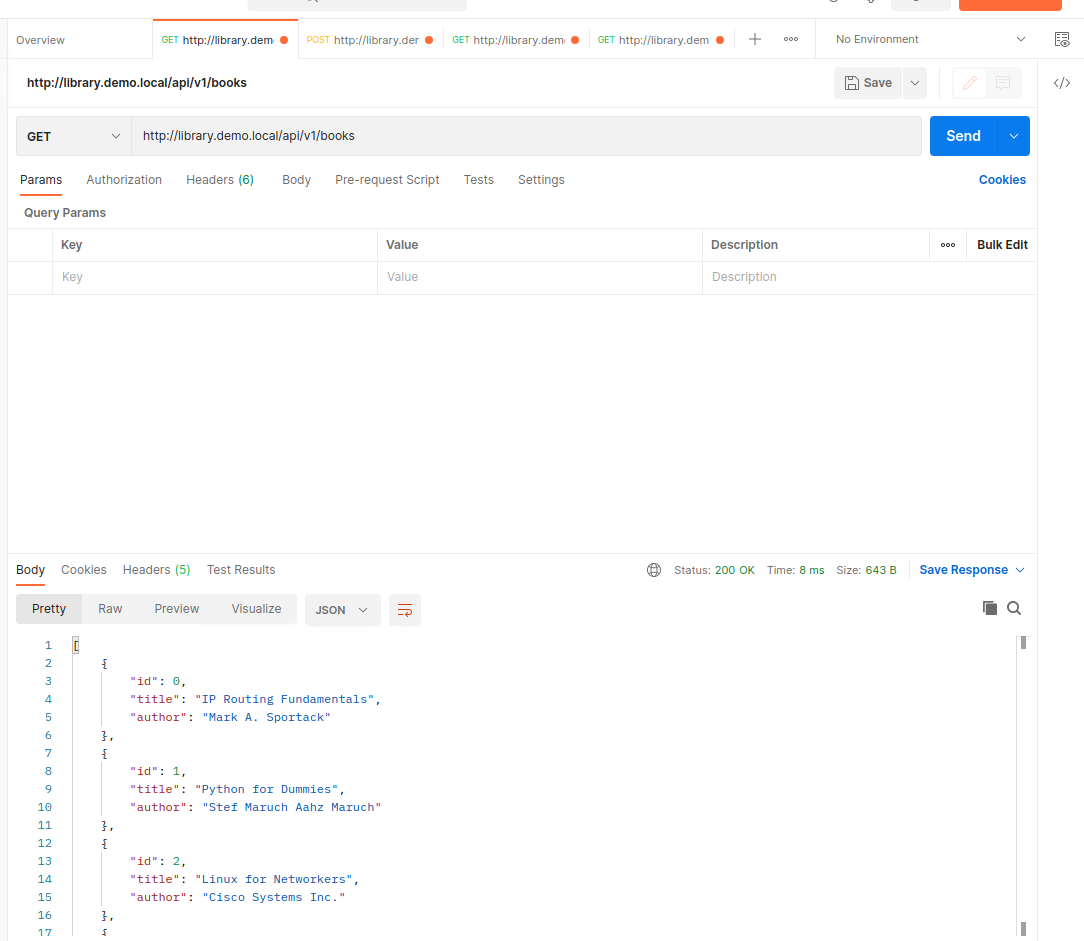 Overview GET http://library.dem POST http://library.der GET http://library.dem GET http://library.dem No Environment
http://library.demo.local/api/v1/books Save
GET http://library.demo.local/api/v1/books Send
Params Authorization Headers (6) Body Pre-request Script Tests Settings Cookies
Query Params
Key Value Description Bulk Edit
Key Value Description
Body Cookies Headers (5) Test Results Status: 200 OK Time: 8 ms Size: 643 B Save Response
Pretty Raw Preview Visualize JSON
1 [
2 {
3 "id": 0,
4 "title": "IP Routing Fundamentals",
5 "author": "Mark A. Sportack"
6 },
7 {
8 "id": 1,
9 "title": "Python for Dummies",
10 "author": "Stef Maruch Aahz Maruch"
11 },
12 {
13 "id": 2,
14 "title": "Linux for Networkers",
15 "author": "Cisco Systems Inc."
16 },
17 {